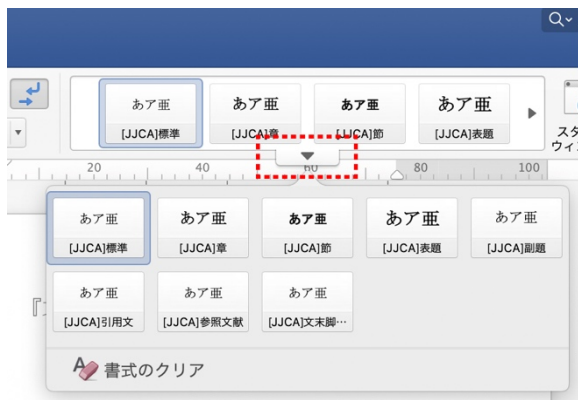 あア亜 あア亜 あア亜 あア亜
[JJCA]標準 [JJCA]章 [JJCA]節 [JJCA]表題
スタ
ウィ
20 40 60 80 100
あア亜 あア亜 あア亜 あア亜 あア亜
[JJCA]標準 [JJCA]章 [JJCA]節 [JJCA]表題 [JJCA]副題
あア亜 あア亜 あア亜
[JJCA]引用文 [JJCA]参照文献 [JJCA]文末脚…
書式のクリア